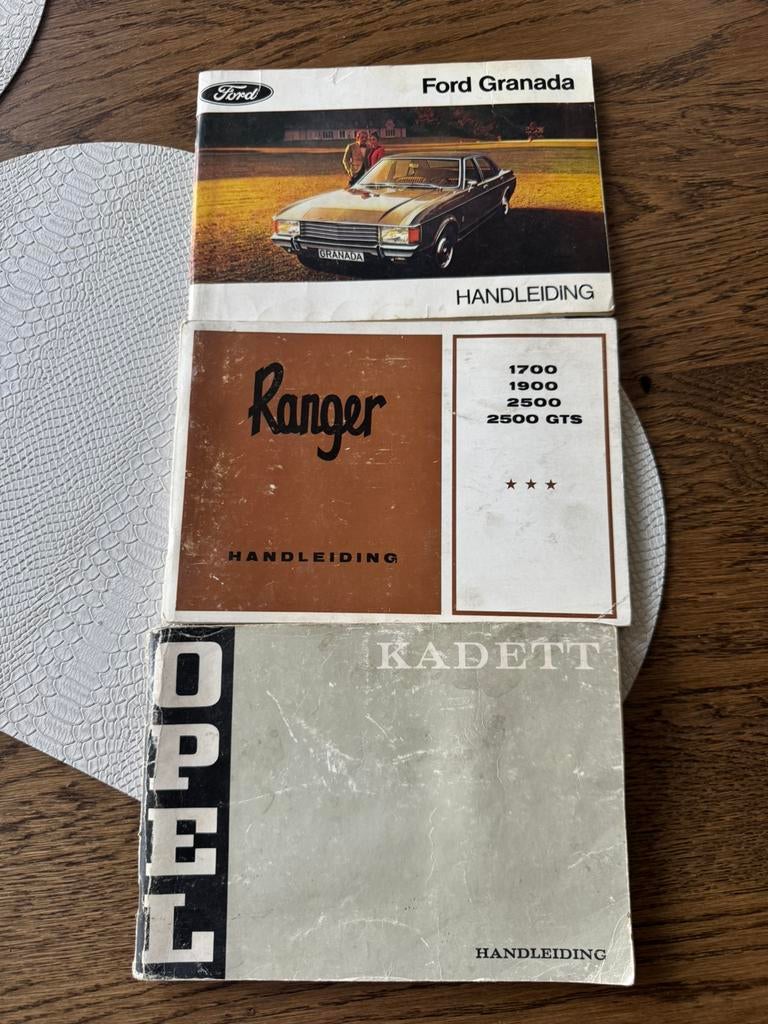 Ford
Ford Granada
GRANADA
HANDLEIDING
Ranger
HANDLEIDING
1700
1900
2500
2500 GTS
OPEL
KADETT
HANDLEIDING